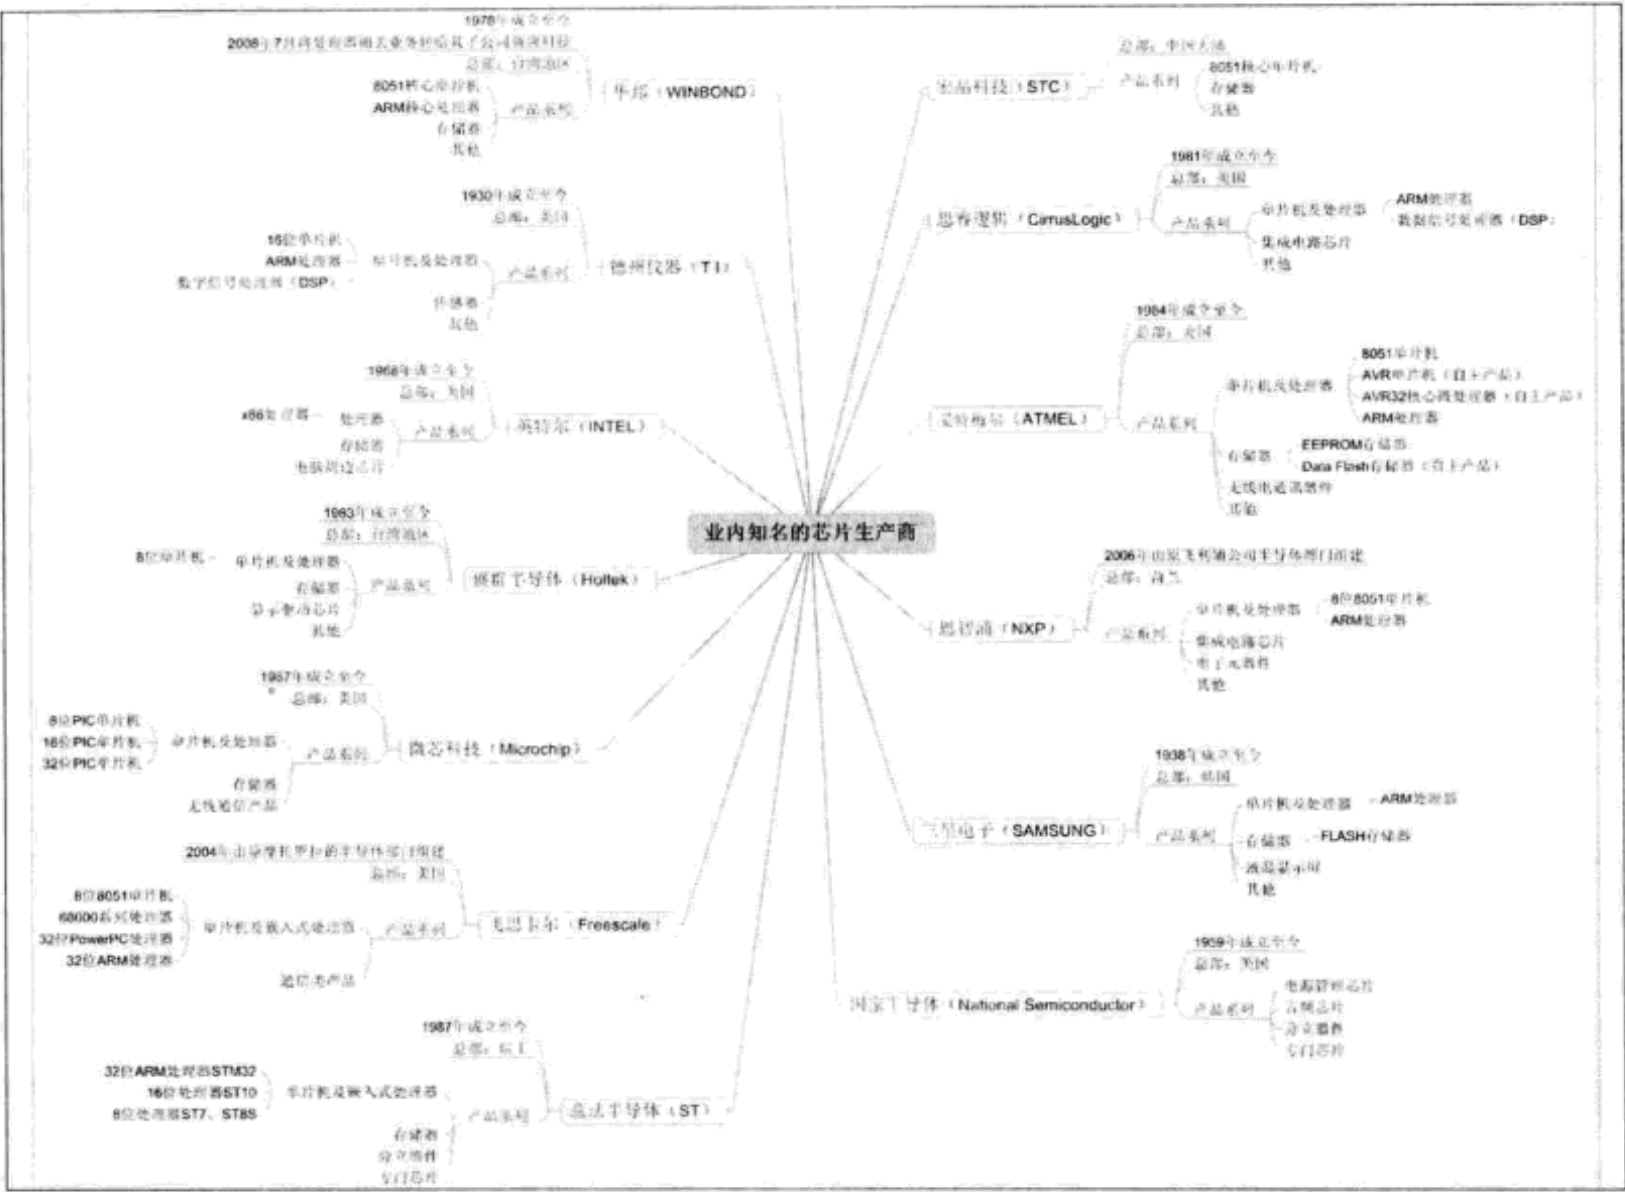 业内知名的芯片生产商
华邦（WINBOND）
1978年成立至今
2008年7月将处理器相关业务转给其子公司新唐科技
总部：台湾地区
产品系列
8051核心单片机
ARM核心处理器
存储器
其他
德州仪器（TI）
1930年成立至今
总部：美国
产品系列
单片机及处理器
16位单片机
ARM处理器
数字信号处理器（DSP）
传感器
其他
英特尔（INTEL）
1968年成立至今
总部：美国
产品系列
处理器
x86处理器
存储器
电脑周边芯片
盛群半导体（Holtek）
1983年成立至今
总部：台湾地区
产品系列
单片机及处理器
8位单片机
存储器
显示驱动芯片
其他
微芯科技（Microchip）
1987年成立至今
总部：美国
产品系列
单片机及处理器
8位PIC单片机
16位PIC单片机
32位PIC单片机
存储器
无线通信产品
飞思卡尔（Freescale）
2004年由原摩托罗拉的半导体部门组建
总部：美国
产品系列
单片机及嵌入式处理器
8位8051单片机
68000系列处理器
32位PowerPC处理器
32位ARM处理器
通信类产品
意法半导体（ST）
1987年成立至今
总部：瑞士
产品系列
单片机及嵌入式处理器
32位ARM处理器STM32
16位处理器ST10
8位处理器ST7、ST8S
存储器
分立器件
专门芯片
宏晶科技（STC）
总部：中国大陆
产品系列
8051核心单片机
存储器
其他
思睿逻辑（CirrusLogic）
1981年成立至今
总部：美国
产品系列
单片机及处理器
ARM处理器
数据信号处理器（DSP）
集成电路芯片
其他
爱特梅尔（ATMEL）
1984年成立至今
总部：美国
产品系列
单片机及处理器
8051单片机
AVR单片机（自主产品）
AVR32核心微处理器（自主产品）
ARM处理器
存储器
EEPROM存储器
Data Flash存储器（自主产品）
无线电通讯器件
其他
恩智浦（NXP）
2006年由原飞利浦公司半导体部门组建
总部：荷兰
产品系列
单片机及处理器
8位8051单片机
ARM处理器
集成电路芯片
电子元器件
其他
三星电子（SAMSUNG）
1938年成立至今
总部：韩国
产品系列
单片机及处理器
ARM处理器
存储器
FLASH存储器
液晶显示屏
其他
国家半导体（National Semiconductor）
1959年成立至今
总部：美国
产品系列
电源管理芯片
音频芯片
分立器件
专门芯片